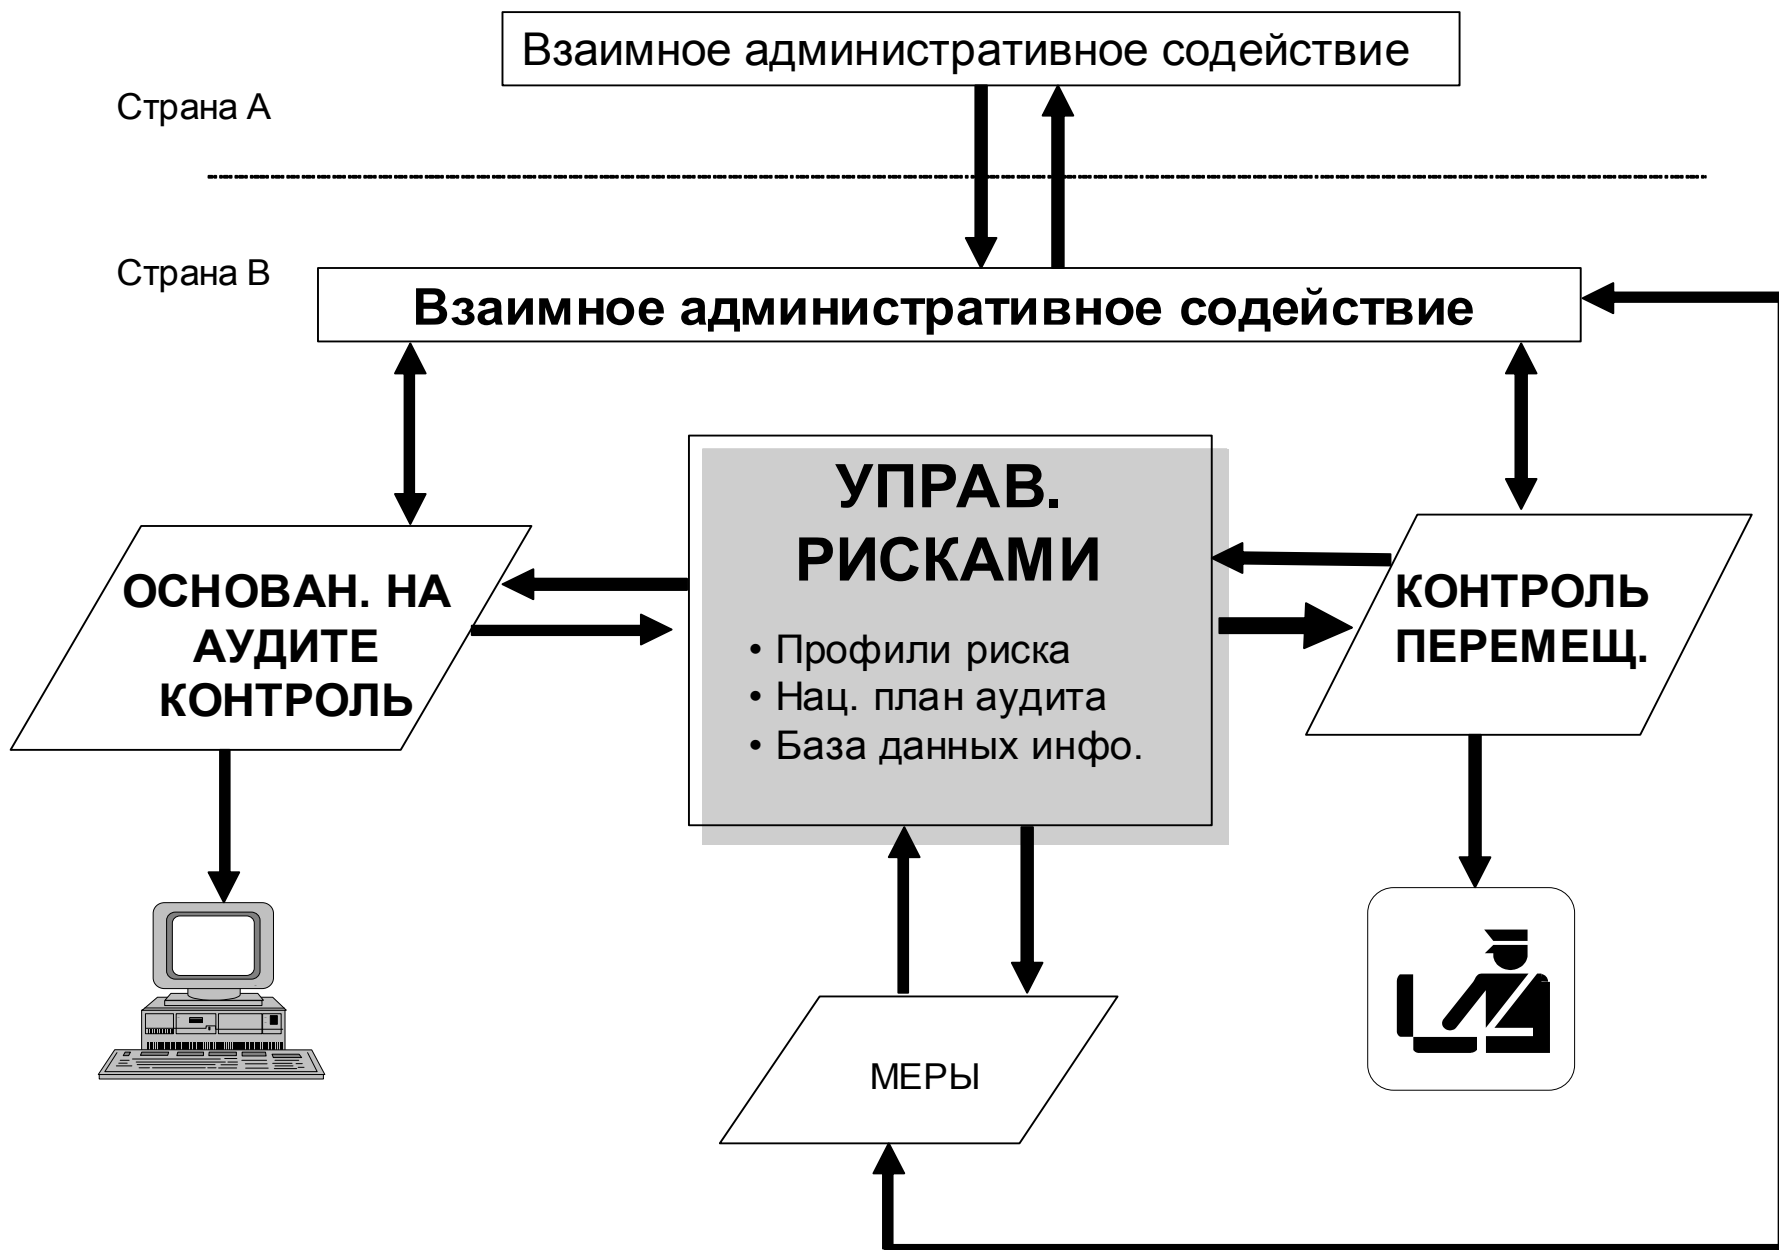 Взаимное административное содействие
Страна А
Страна В
Взаимное административное содействие
УПРАВ.
РИСКАМИ
• Профили риска
• Нац. план аудита
• База данных инфо.
ОСНОВАН. НА
АУДИТЕ
КОНТРОЛЬ
КОНТРОЛЬ
ПЕРЕМЕЩ.
МЕРЫ